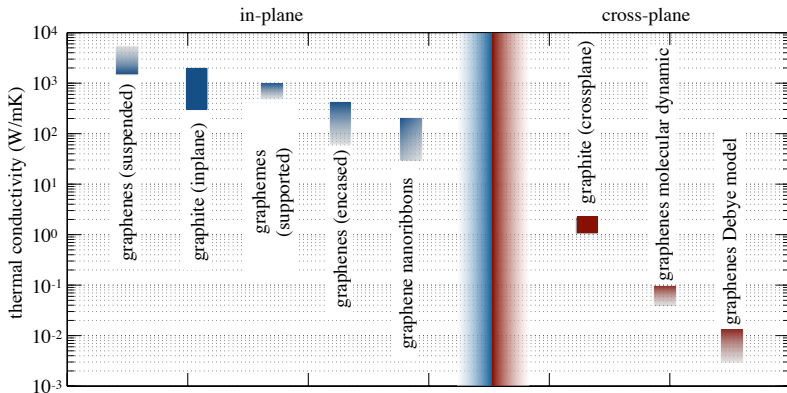 in-plane
cross-plane
thermal conductivity (W/mK)
10⁴
10³
10²
10¹
10⁰
10⁻¹
10⁻²
10⁻³
graphenes (suspended)
graphite (inplane)
graphemes
(supported)
graphenes (encased)
graphene nanoribbons
graphite (crossplane)
graphenes molecular dynamic
graphenes Debye model